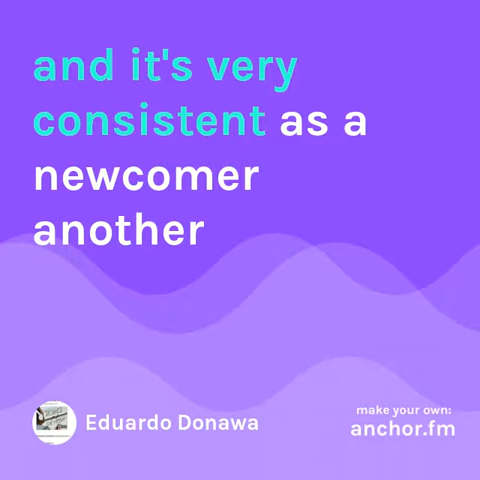 and it's very
consistent as a
newcomer
another
Eduardo Donawa
make your own:
anchor.fm